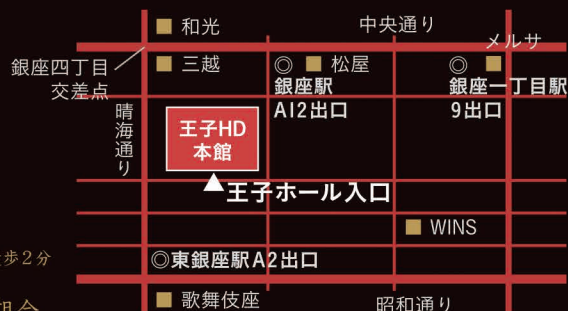 和光
中央通り
メルサ
銀座四丁目
交差点
三越
◎ 松屋
◎
銀座駅
A12出口
銀座一丁目駅
9出口
晴海通り
王子HD
本館
王子ホール入口
WINS
歩2分
◎東銀座駅A2出口
歌舞伎座
昭和通り